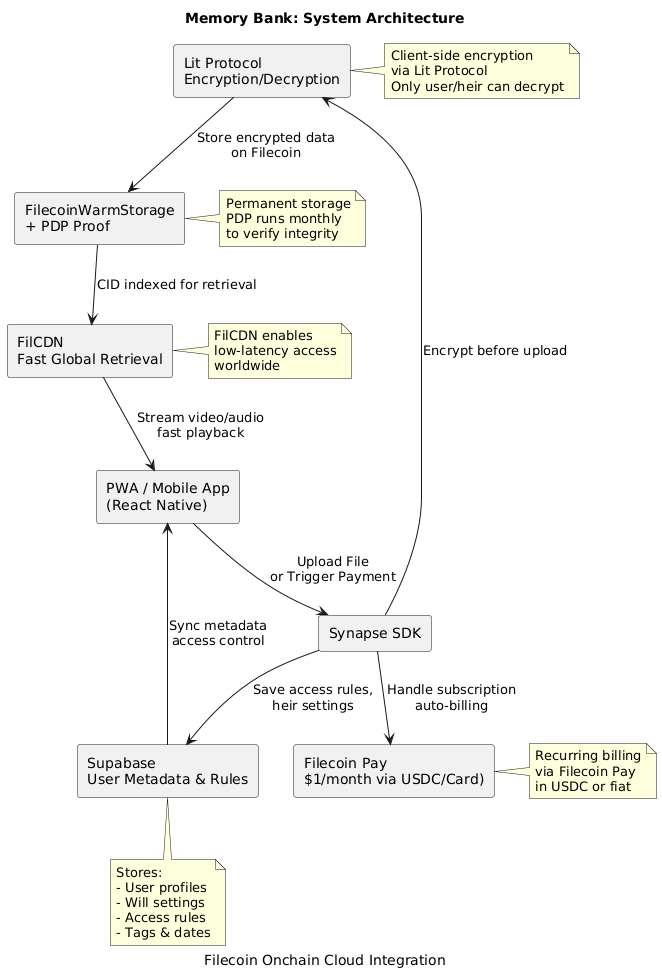 Memory Bank: System Architecture
Lit Protocol
Encryption/Decryption
Client-side encryption
via Lit Protocol
Only user/heir can decrypt
Store encrypted data
on Filecoin
FilecoinWarmStorage
+ PDP Proof
Permanent storage
PDP runs monthly
to verify integrity
CID indexed for retrieval
FilCDN
Fast Global Retrieval
FilCDN enables
low-latency access
worldwide
Encrypt before upload
Stream video/audio
fast playback
PWA / Mobile App
(React Native)
Upload File
or Trigger Payment
Sync metadata
access control
Synapse SDK
Save access rules,
heir settings
Handle subscription
auto-billing
Supabase
User Metadata & Rules
Filecoin Pay
$1/month via USDC/Card)
Recurring billing
via Filecoin Pay
in USDC or fiat
Stores:
- User profiles
- Will settings
- Access rules
- Tags & dates
Filecoin Onchain Cloud Integration